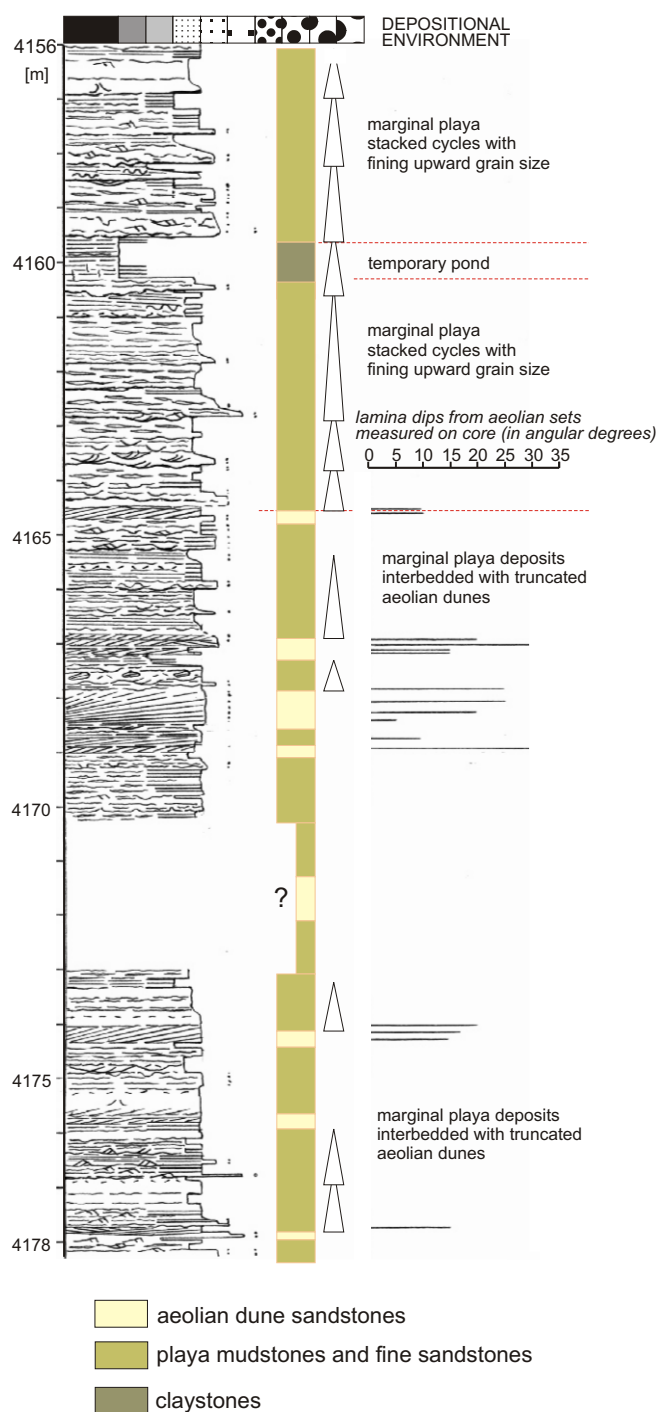 DEPOSITIONAL
ENVIRONMENT
4156
[m]
marginal playa
stacked cycles with
fining upward grain size
4160
temporary pond
marginal playa
stacked cycles with
fining upward grain size
lamina dips from aeolian sets
measured on core (in angular degrees)
0 5 10 15 20 25 30 35
4165
marginal playa deposits
interbedded with truncated
aeolian dunes
4170
?
4175
marginal playa deposits
interbedded with truncated
aeolian dunes
4178
aeolian dune sandstones
playa mudstones and fine sandstones
claystones